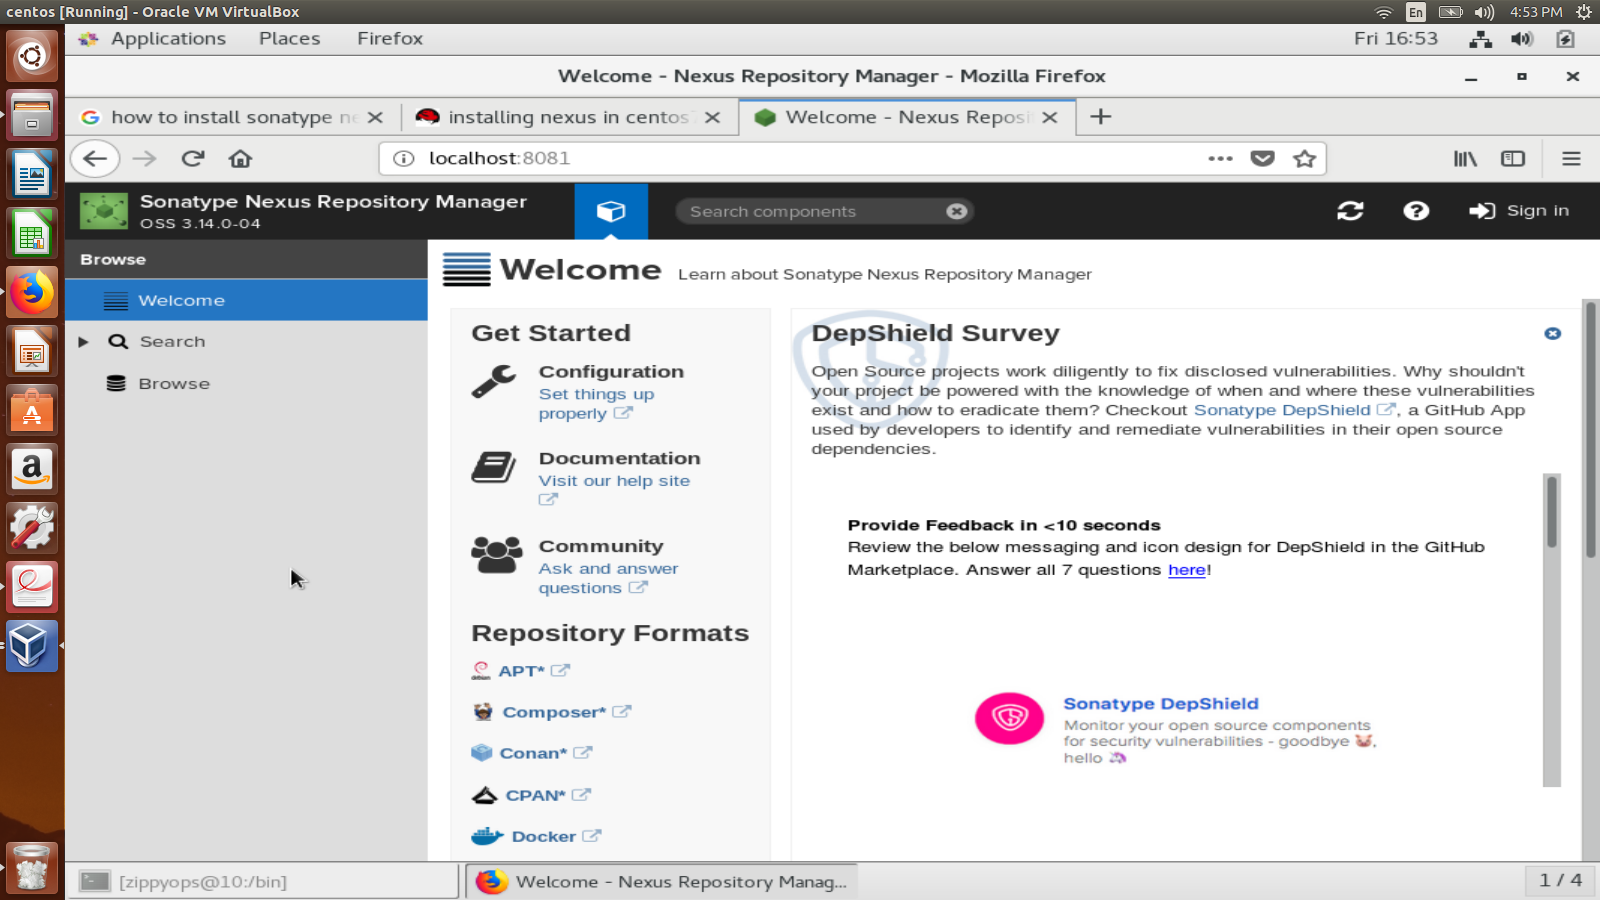 centos [Running] - Oracle VM VirtualBox
En
4:53 PM
Applications Places Firefox
Fri 16:53
Welcome - Nexus Repository Manager - Mozilla Firefox
how to install sonatype ne
installing nexus in centos7
Welcome - Nexus Reposi
localhost:8081
Sonatype Nexus Repository Manager
OSS 3.14.0-04
Search components
Sign in
Browse
Welcome
Search
Browse
Welcome Learn about Sonatype Nexus Repository Manager
Get Started
Configuration
Set things up
properly
Documentation
Visit our help site
Community
Ask and answer
questions
Repository Formats
APT*
Composer*
Conan*
CPAN*
Docker
DepShield Survey
Open Source projects work diligently to fix disclosed vulnerabilities. Why shouldn't
your project be powered with the knowledge of when and where these vulnerabilities
exist and how to eradicate them? Checkout Sonatype DepShield , a GitHub App
used by developers to identify and remediate vulnerabilities in their open source
dependencies.
Provide Feedback in <10 seconds
Review the below messaging and icon design for DepShield in the GitHub
Marketplace. Answer all 7 questions here!
Sonatype DepShield
Monitor your open source components
for security vulnerabilities - goodbye 🐷,
hello 🦄
[zippyops@10:/bin]
Welcome - Nexus Repository Manag...
1 / 4